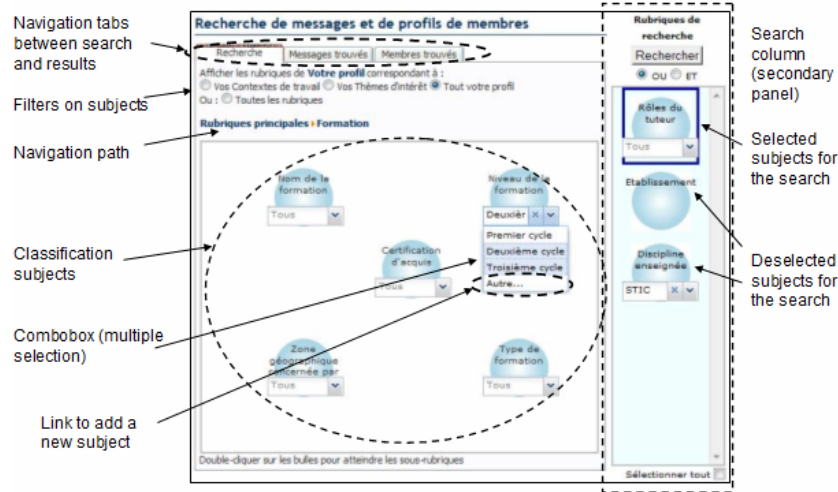 Navigation tabs
between search
and results
Filters on subjects
Navigation path
Classification
subjects
Combobox (multiple
selection)
Link to add a
new subject
Recherche de messages et de profils de membres
Recherche
Messages trouvés
Membres trouvés
Afficher les rubriques de Votre profil correspondant à :
Vos Contextes de travail Vos Thèmes d'intérêt Tout votre profil
Ou : Toutes les rubriques
Rubriques principales Formation
Nom de la
formation
Tous
Niveau de la
formation
Deuxièr
Premier cycle
Deuxième cycle
Troisième cycle
Autre...
Certification
d'acquis
Tous
Zone
géographique
concernée par
Tous
Type de
formation
Tous
Double-cliquer sur les bulles pour atteindre les sous-rubriques
Rubriques de
recherche
Rechercher
OU ET
Rôles du
tuteur
Tous
Etablissement
Discipline
enseignée
STIC
Sélectionner tout
Search
column
(secondary
panel)
Selected
subjects for
the search
Deselected
subjects for
the search